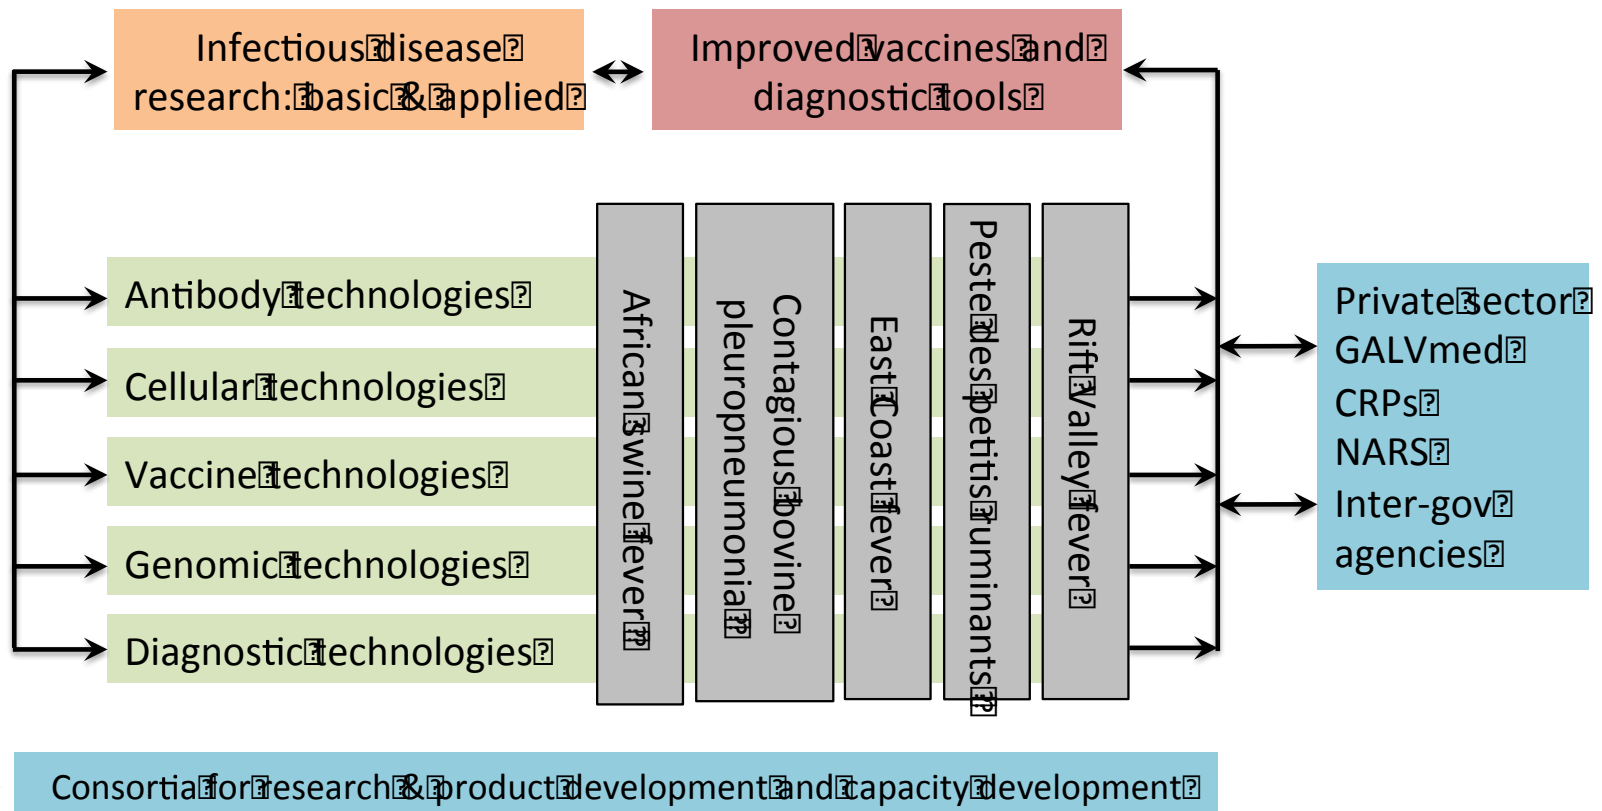 Infectious disease
research: basic & applied
Improved vaccines and
diagnostic tools
Antibody technologies
Cellular technologies
Vaccine technologies
Genomic technologies
Diagnostic technologies
African swine fever
Contagious bovine
pleuropneumonia
East Coast fever
Peste des petitis ruminants
Rift Valley fever
Private sector
GALVmed
CRPs
NARS
Inter-gov
agencies
Consortia for research & product development and capacity development